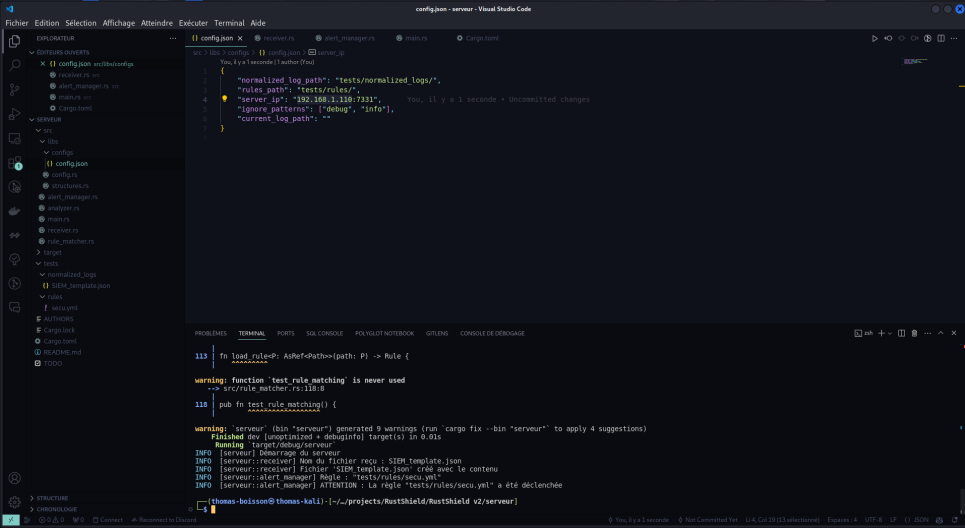 config.json - serveur - Visual Studio Code
Fichier Edition Sélection Affichage Atteindre Exécuter Terminal Aide
EXPLORATEUR
ÉDITEURS OUVERTS
config.json src/libs/configs
receiver.rs src
alert_manager.rs src
main.rs src
Cargo.toml
SERVEUR
src
libs
configs
config.json
config.rs
structures.rs
alert_manager.rs
analyzer.rs
main.rs
receiver.rs
rule_matcher.rs
target
tests
normalized_logs
SIEM_template.json
rules
secu.yml
AUTHORS
Cargo.lock
Cargo.toml
README.md
TODO
STRUCTURE
CHRONOLOGIE
config.json receiver.rs alert_manager.rs main.rs Cargo.toml
src > libs > configs > config.json > server_ip
You, il y a 1 seconde | 1 author (You)
1 {
2 "normalized_log_path": "tests/normalized_logs/",
3 "rules_path": "tests/rules/",
4 "server_ip": "192.168.1.110:7331", You, il y a 1 seconde • Uncommitted changes
5 "ignore_patterns": ["debug", "info"],
6 "current_log_path": ""
7 }
PROBLÈMES TERMINAL PORTS SQL CONSOLE POLYGLOT NOTEBOOK GITLENS CONSOLE DE DÉBOGAGE
zsh
|
113 | fn load_rule<P: AsRef<Path>>(path: P) -> Rule {
| ^^^^^^^^^
warning: function `test_rule_matching` is never used
--> src/rule_matcher.rs:118:8
|
118 | pub fn test_rule_matching() {
| ^^^^^^^^^^^^^^^^^^
warning: `serveur` (bin "serveur") generated 9 warnings (run `cargo fix --bin "serveur"` to apply 4 suggestions)
Finished dev [unoptimized + debuginfo] target(s) in 0.01s
Running `target/debug/serveur`
INFO [serveur] Démarrage du serveur
INFO [serveur::receiver] Nom du fichier reçu : SIEM_template.json
INFO [serveur::receiver] Fichier 'SIEM_template.json' créé avec le contenu
INFO [serveur::alert_manager] Règle : "tests/rules/secu.yml"
INFO [serveur::alert_manager] ATTENTION : La règle "tests/rules/secu.yml" a été déclenchée
┌──(thomas-boisson㉿thomas-kali)-[~/…/projects/RustShield/RustShield v2/serveur]
└─$
0 0 0 Connect Reconnect to Discord You, il y a 1 seconde Not Committed Yet L 4, Col 19 (13 sélectionné) Espaces : 4 UTF-8 LF {} JSON